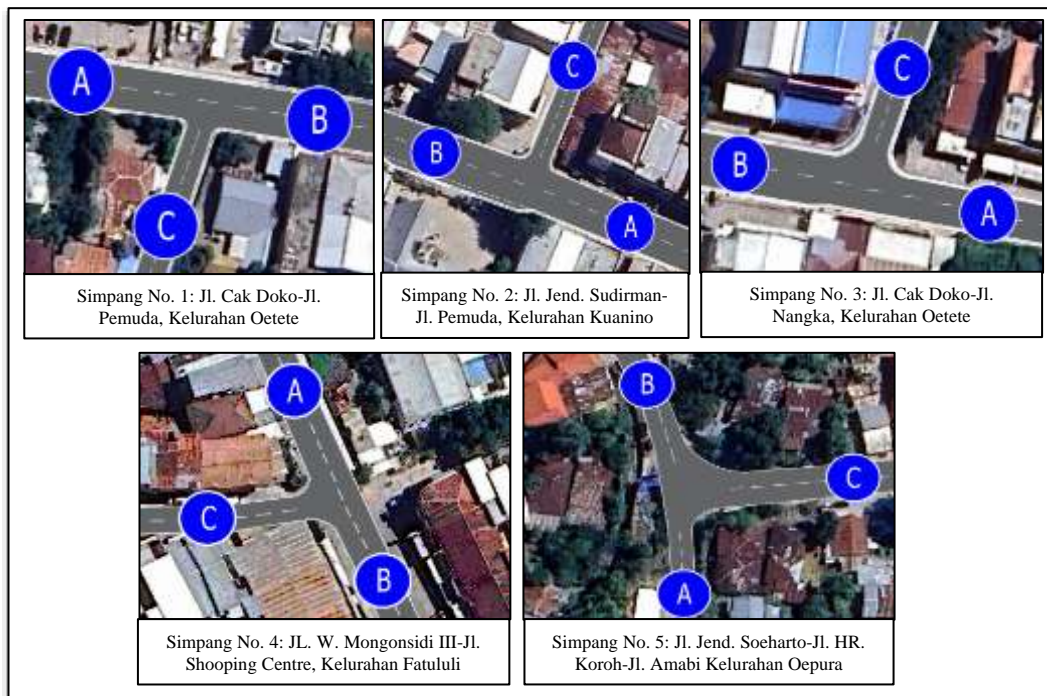 A
B
C
Simpang No. 1: Jl. Cak Doko-Jl.
Pemuda, Kelurahan Oetete
C
B
A
Simpang No. 2: Jl. Jend. Sudirman-
Jl. Pemuda, Kelurahan Kuanino
C
B
A
Simpang No. 3: Jl. Cak Doko-Jl.
Nangka, Kelurahan Oetete
A
C
B
Simpang No. 4: JL. W. Mongonsidi III-Jl.
Shooping Centre, Kelurahan Fatululi
B
C
A
Simpang No. 5: Jl. Jend. Soeharto-Jl. HR.
Koroh-Jl. Amabi Kelurahan Oepura